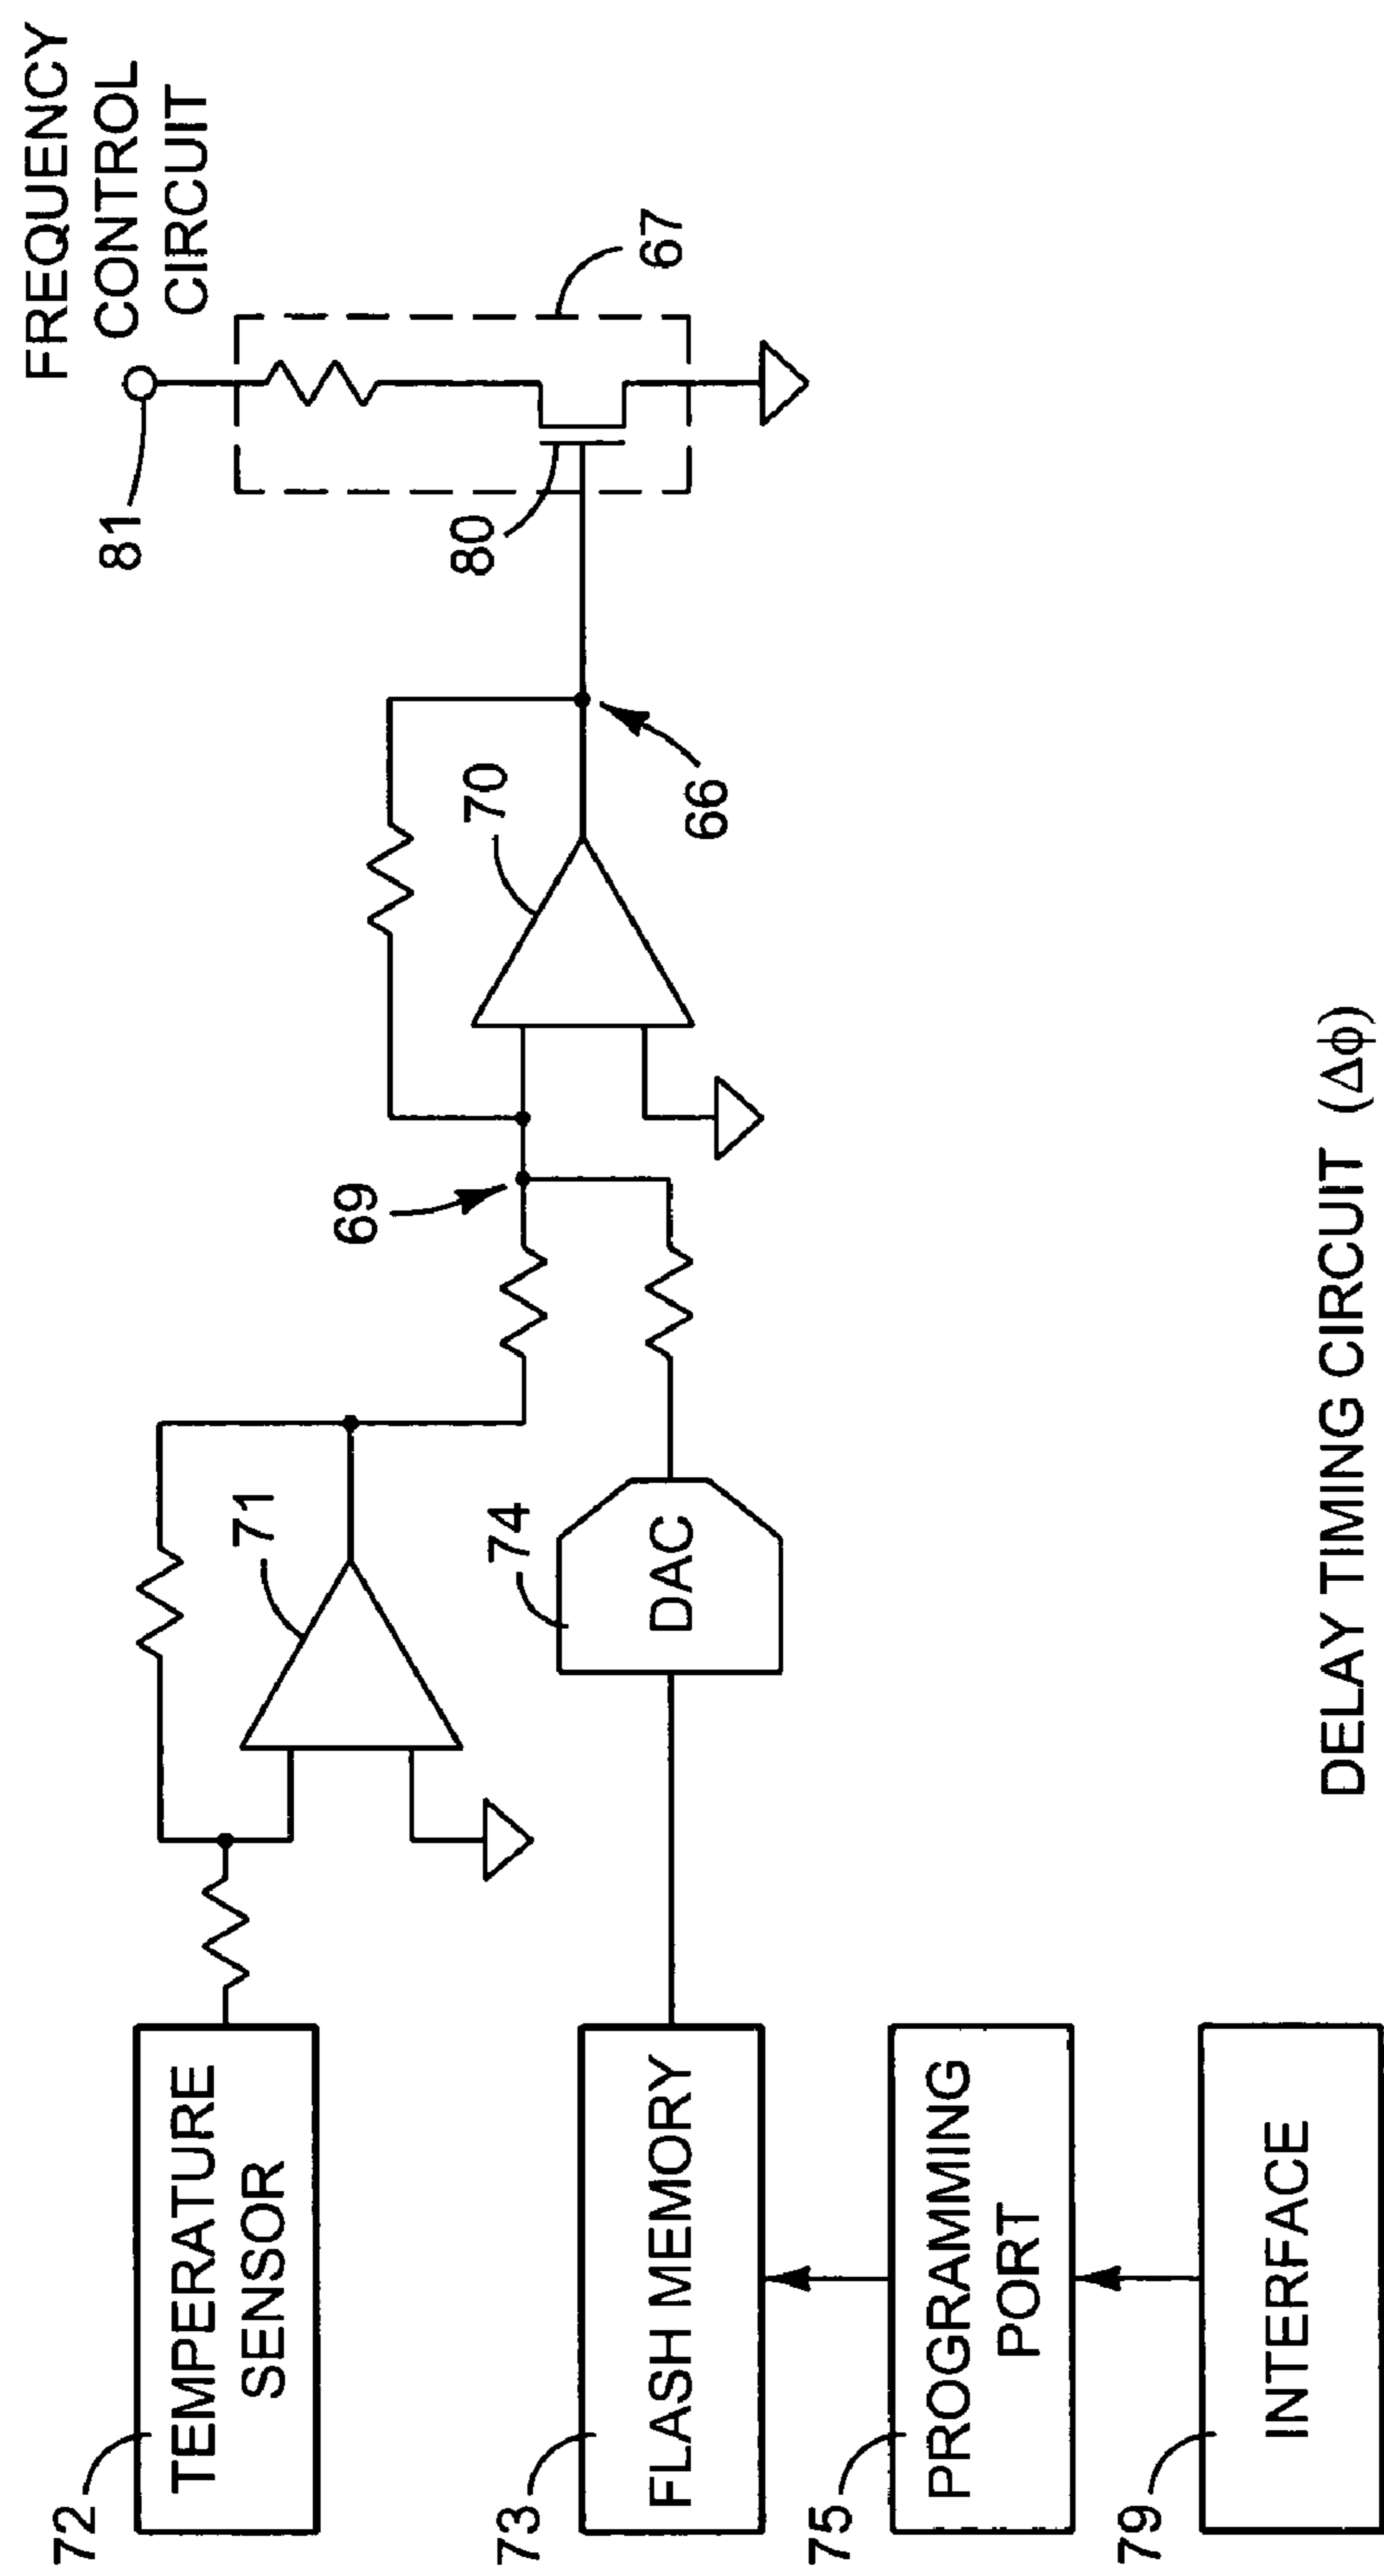 FREQUENCY
CONTROL
CIRCUIT
81
67
80
70
66
69
71
74
DAC
72
TEMPERATURE
SENSOR
73
FLASH MEMORY
75
PROGRAMMING
PORT
79
INTERFACE
DELAY TIMING CIRCUIT (Δϕ)